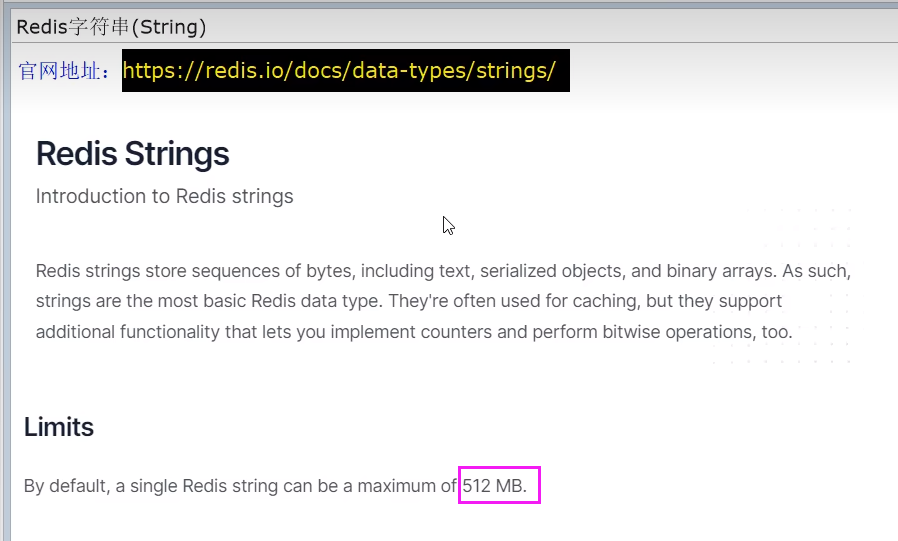 Redis字符串(String)
官网地址：https://redis.io/docs/data-types/strings/
Redis Strings
Introduction to Redis strings
Redis strings store sequences of bytes, including text, serialized objects, and binary arrays. As such,
strings are the most basic Redis data type. They're often used for caching, but they support
additional functionality that lets you implement counters and perform bitwise operations, too.
Limits
By default, a single Redis string can be a maximum of 512 MB.